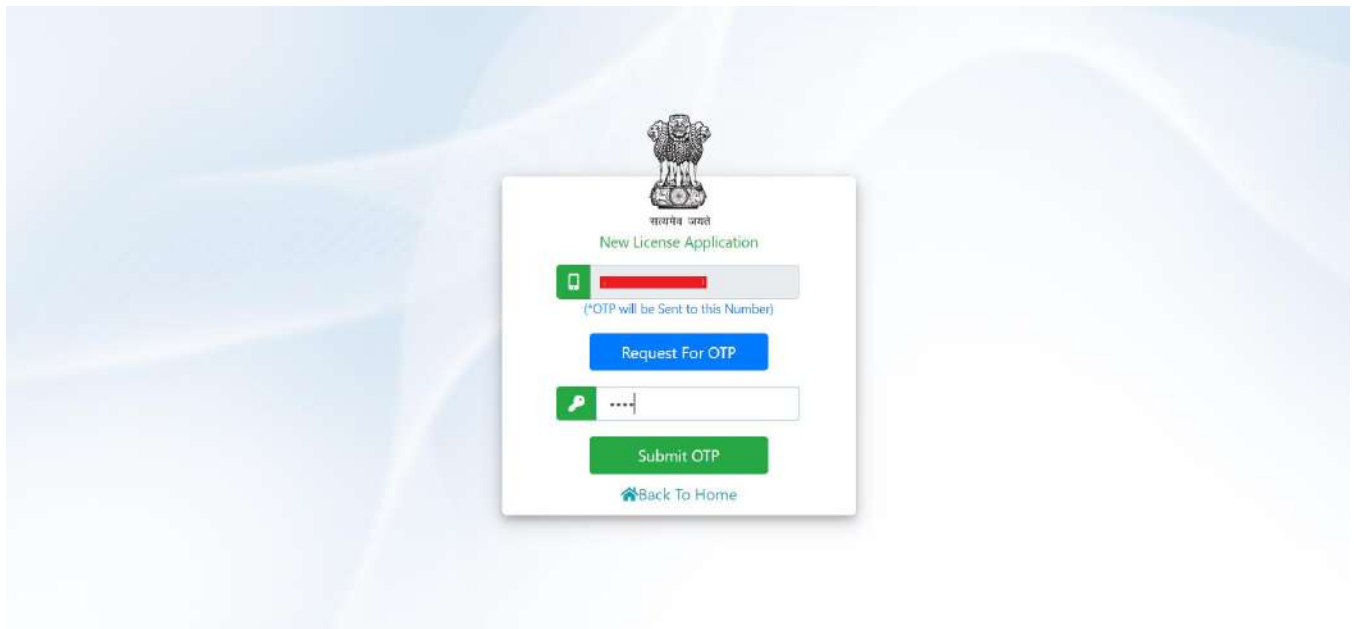 सत्यमेव जयते
New License Application
(*OTP will be Sent to this Number)
Request For OTP
Submit OTP
Back To Home